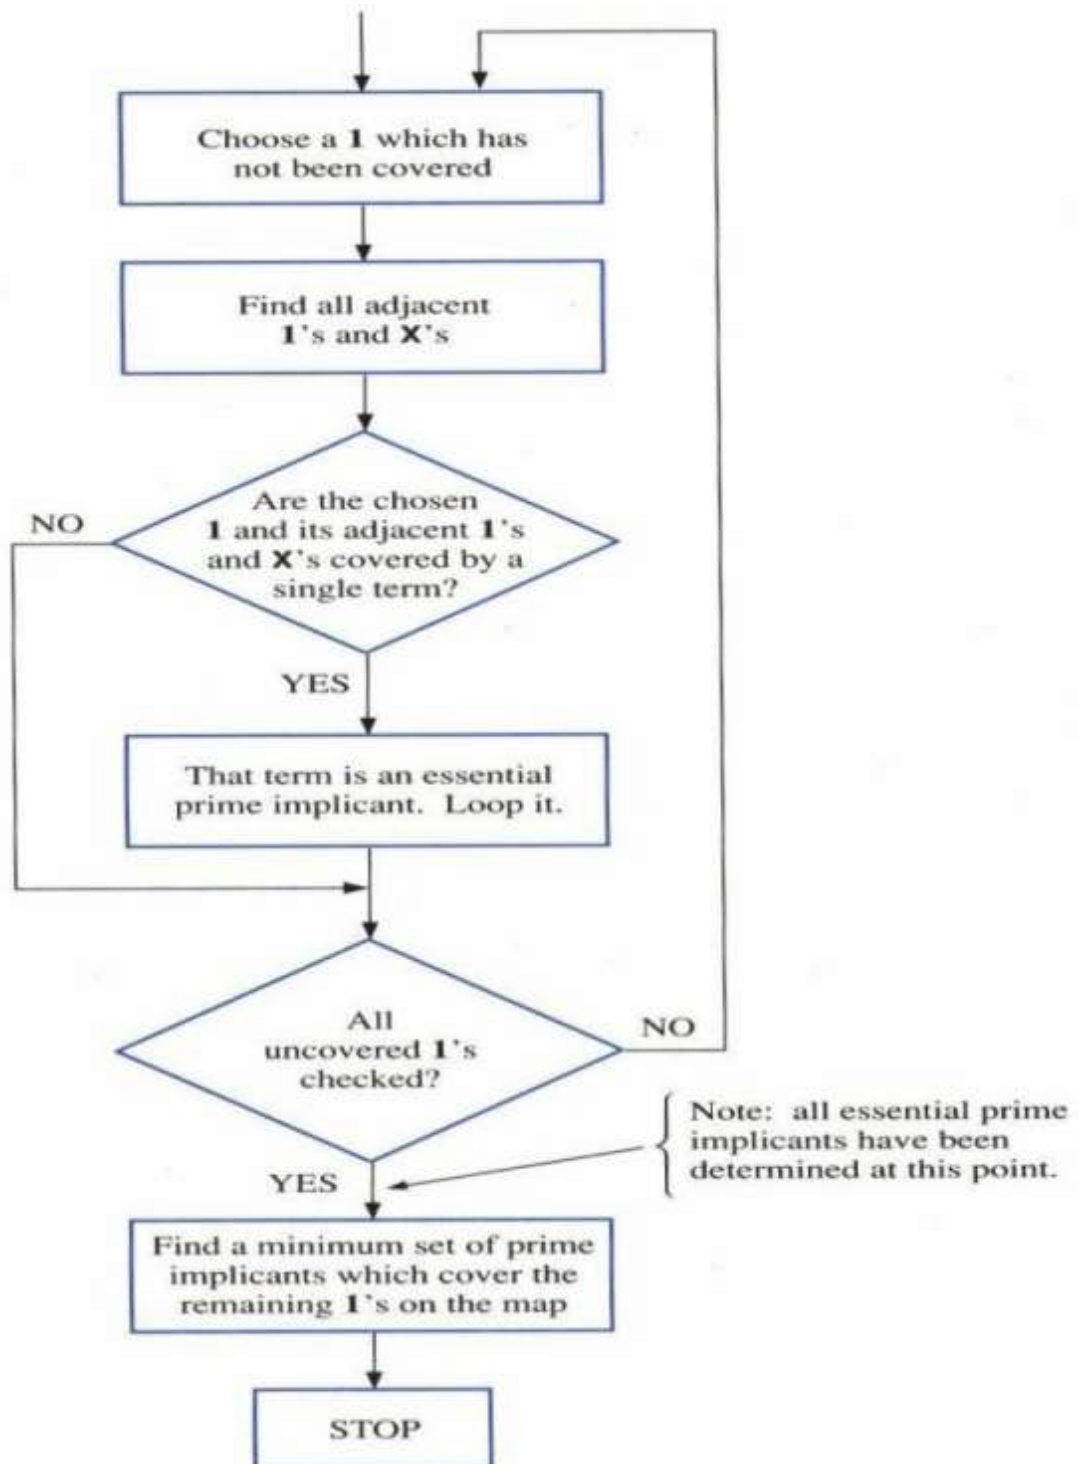 Choose a 1 which has
not been covered
Find all adjacent
1's and X's
Are the chosen
1 and its adjacent 1's
and X's covered by a
single term?
NO
YES
That term is an essential
prime implicant. Loop it.
All
uncovered 1's
checked?
NO
Note: all essential prime
implicants have been
determined at this point.
YES
Find a minimum set of prime
implicants which cover the
remaining 1's on the map
STOP